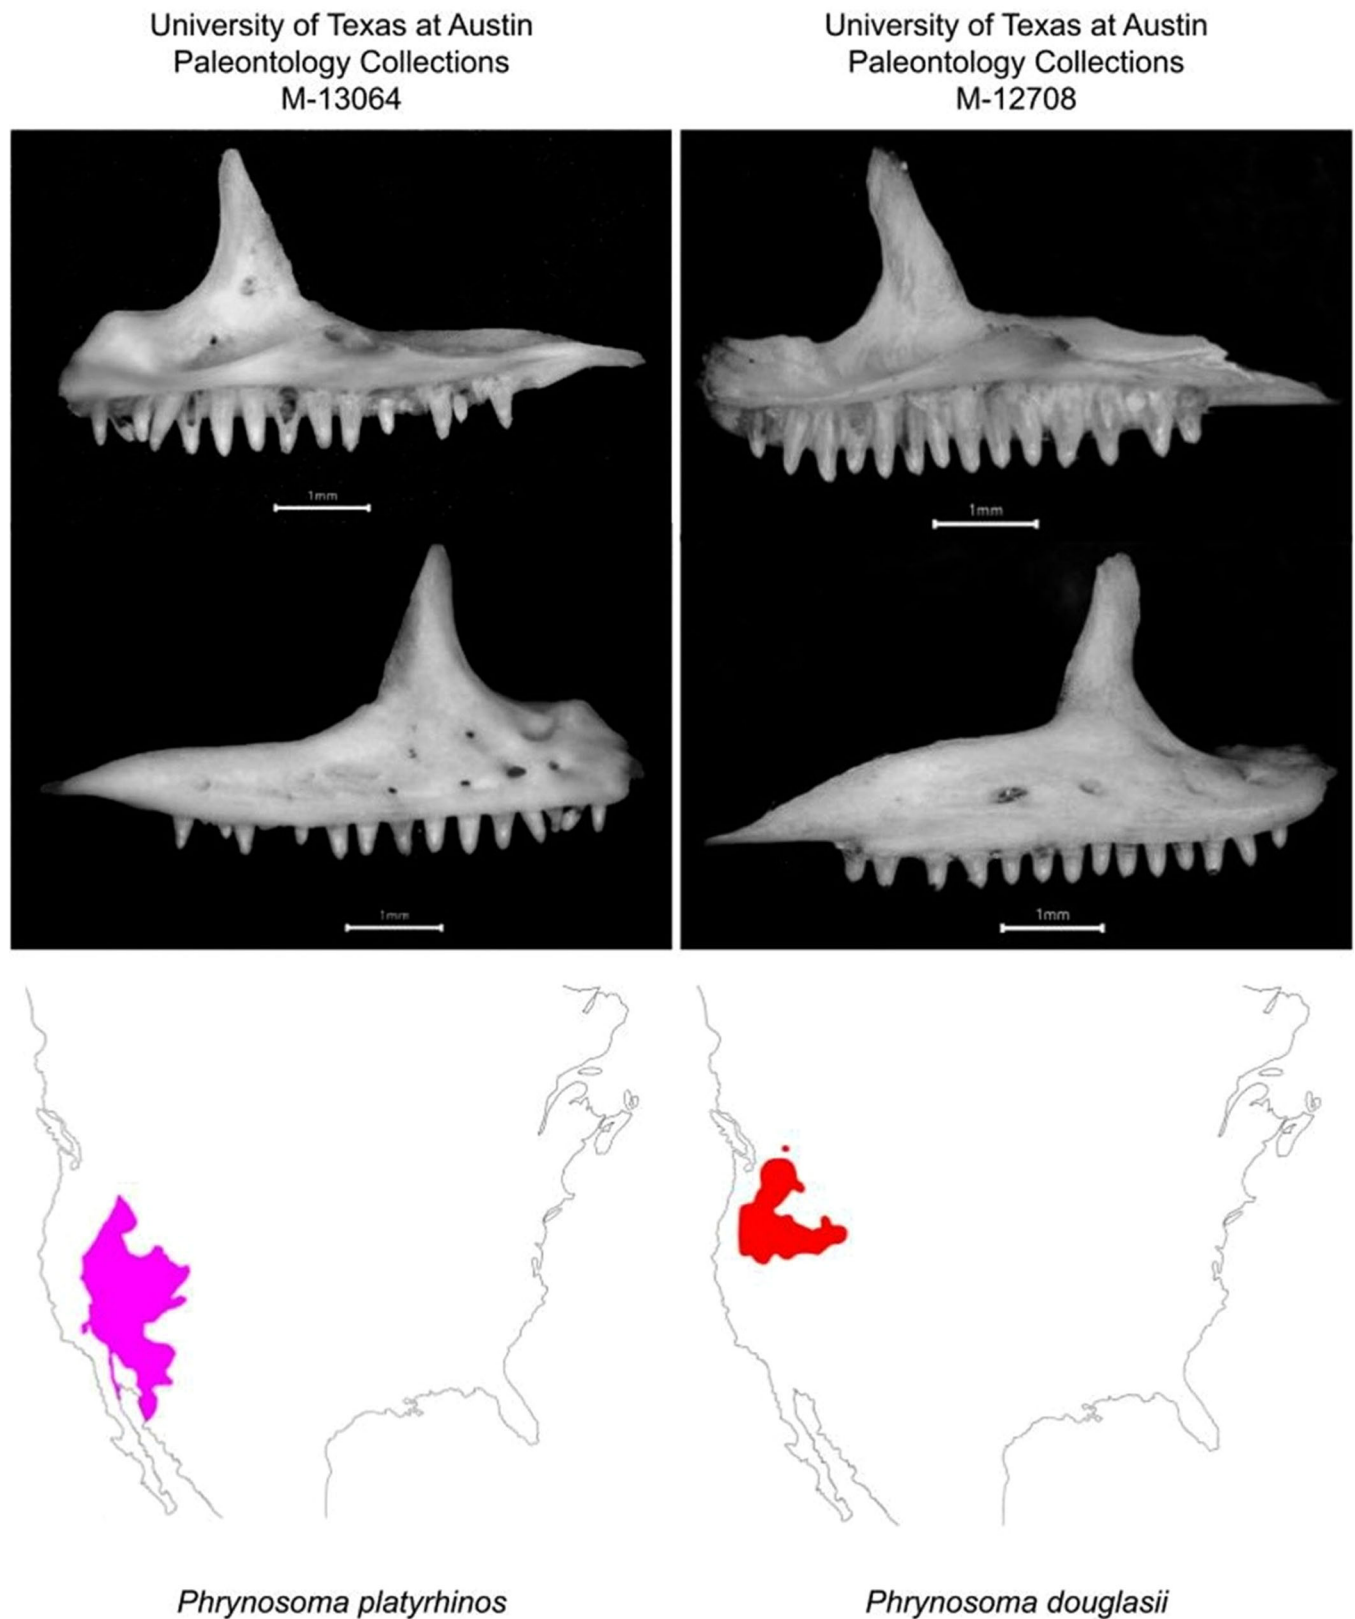 University of Texas at Austin
Paleontology Collections
M-13064
University of Texas at Austin
Paleontology Collections
M-12708
1mm
1mm
1mm
1mm
Phrynosoma platyrhinos
Phrynosoma douglasii